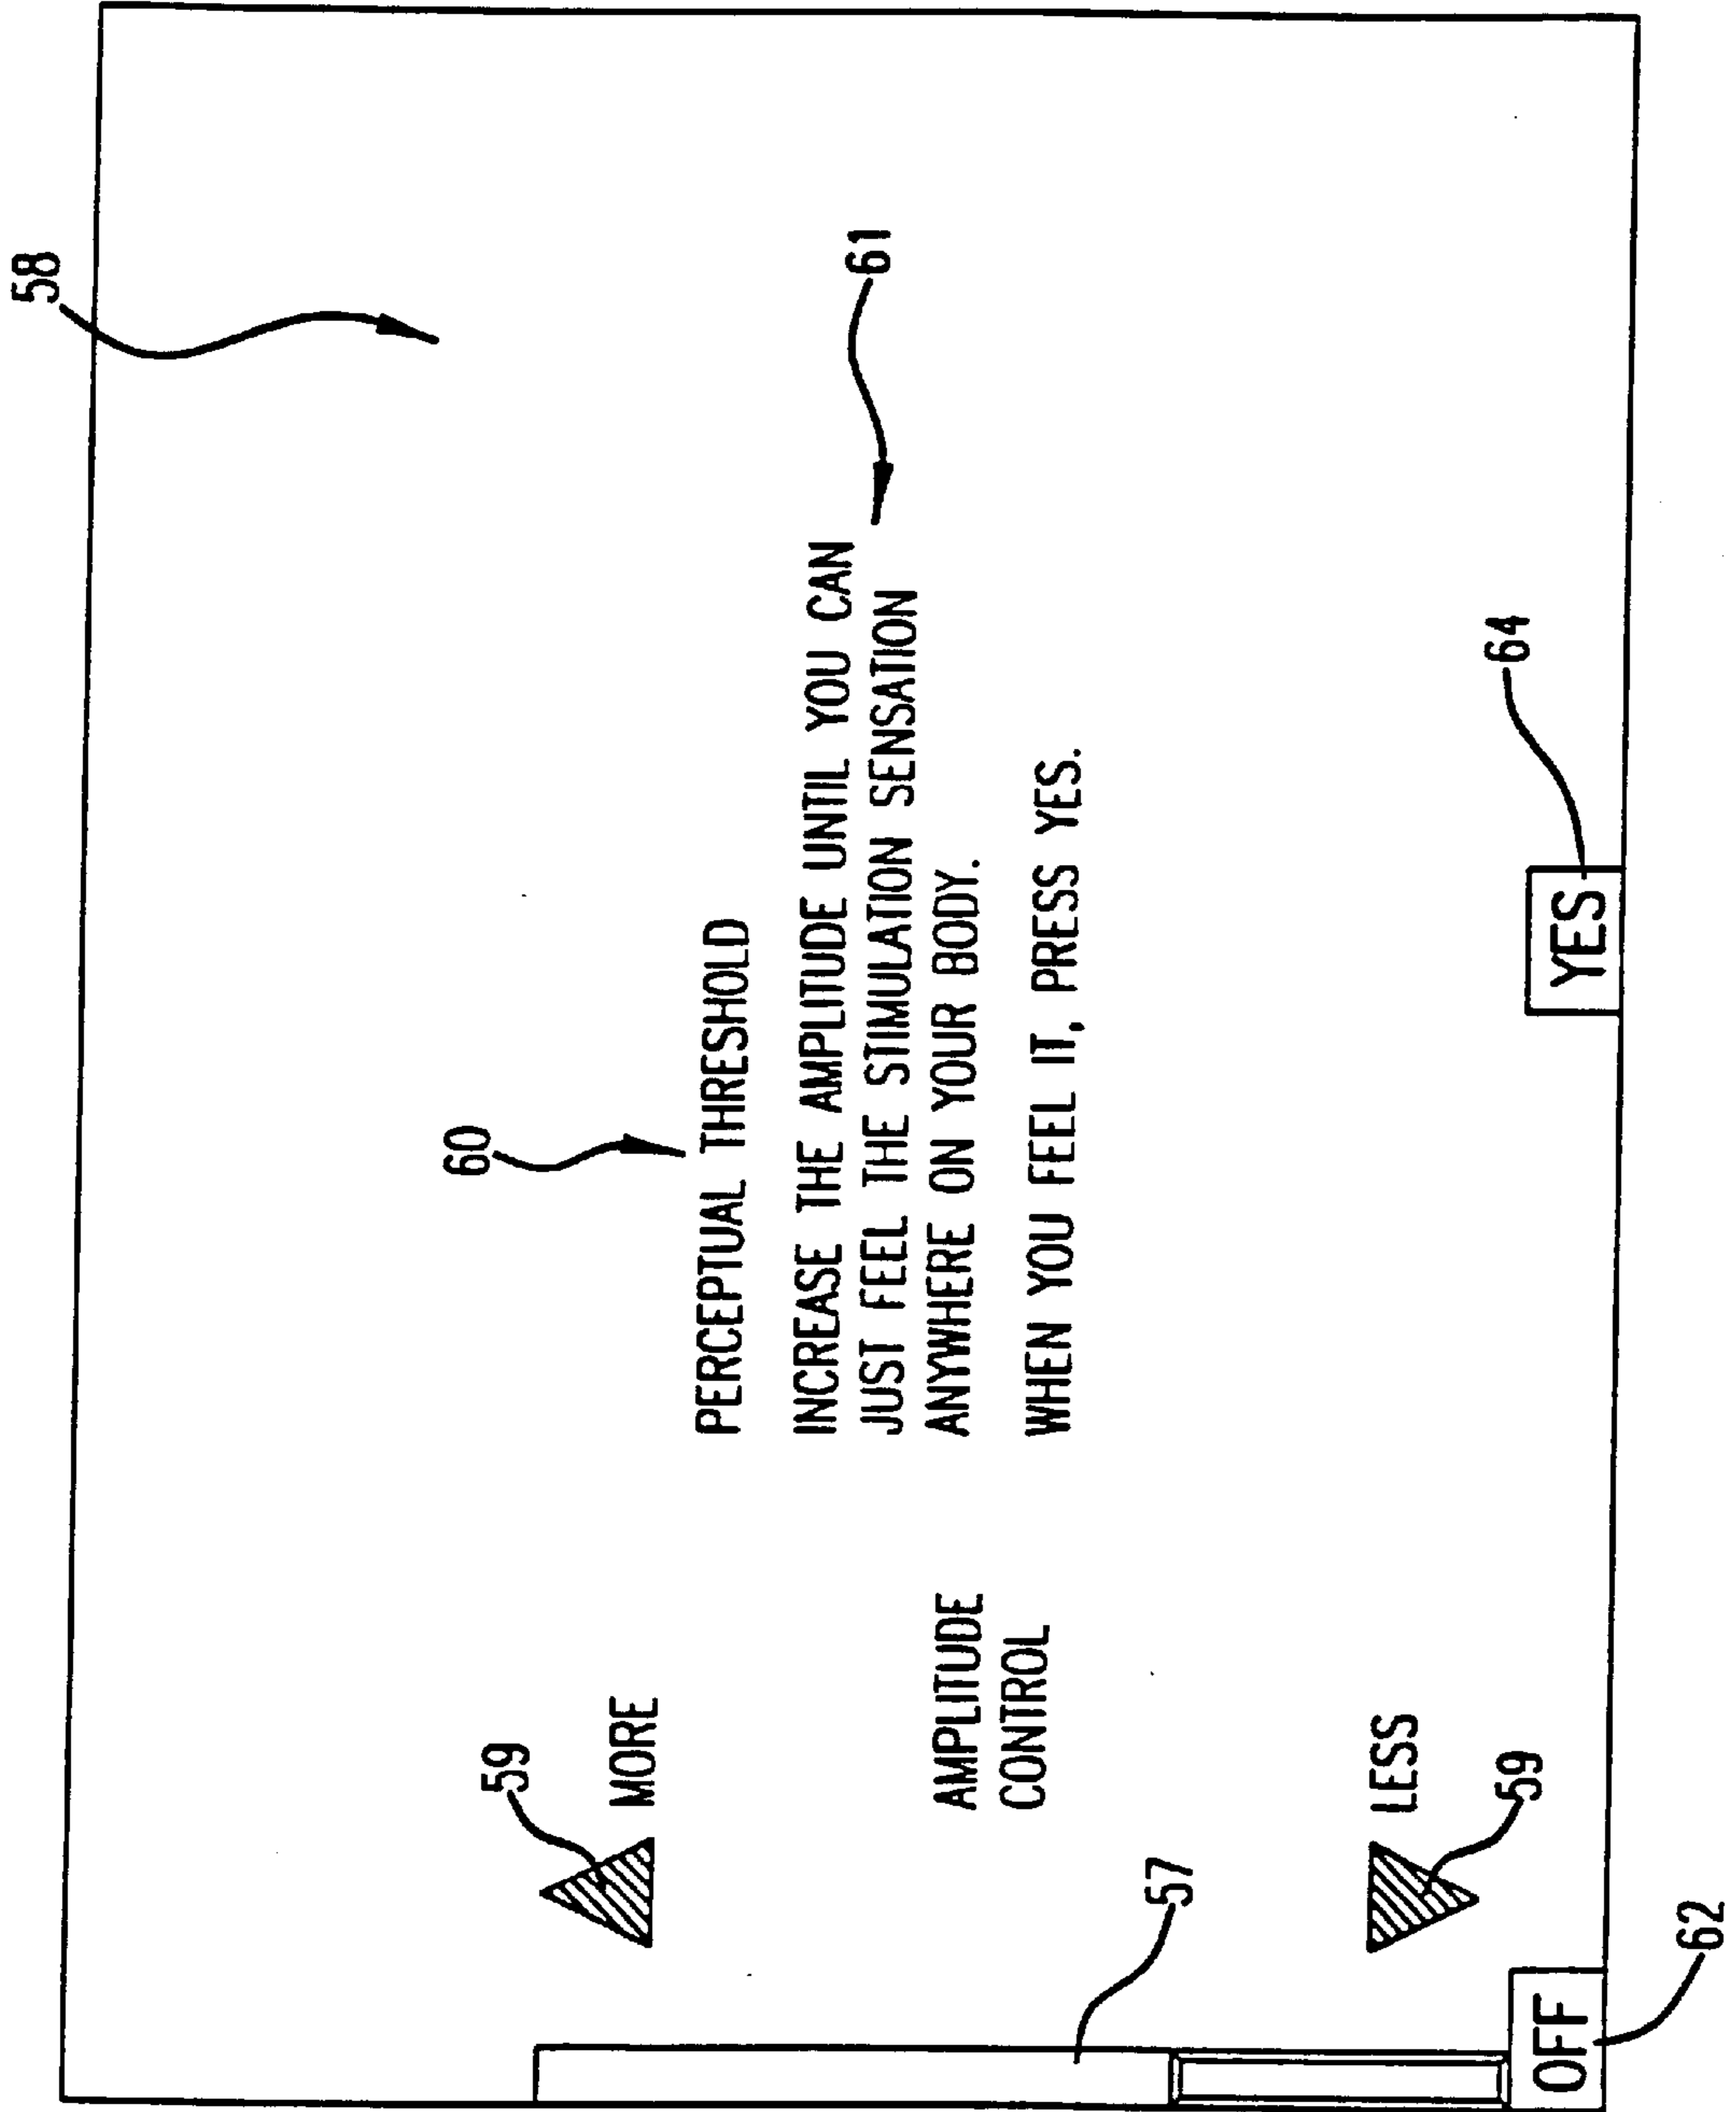 58
60
PERCEPTUAL THRESHOLD
61
INCREASE THE AMPLITUDE UNTIL YOU CAN
JUST FEEL THE STIMULATION SENSATION
ANYWHERE ON YOUR BODY.
WHEN YOU FEEL IT, PRESS YES.
59
MORE
AMPLITUDE
CONTROL
57
LESS
59
OFF
62
YES
64